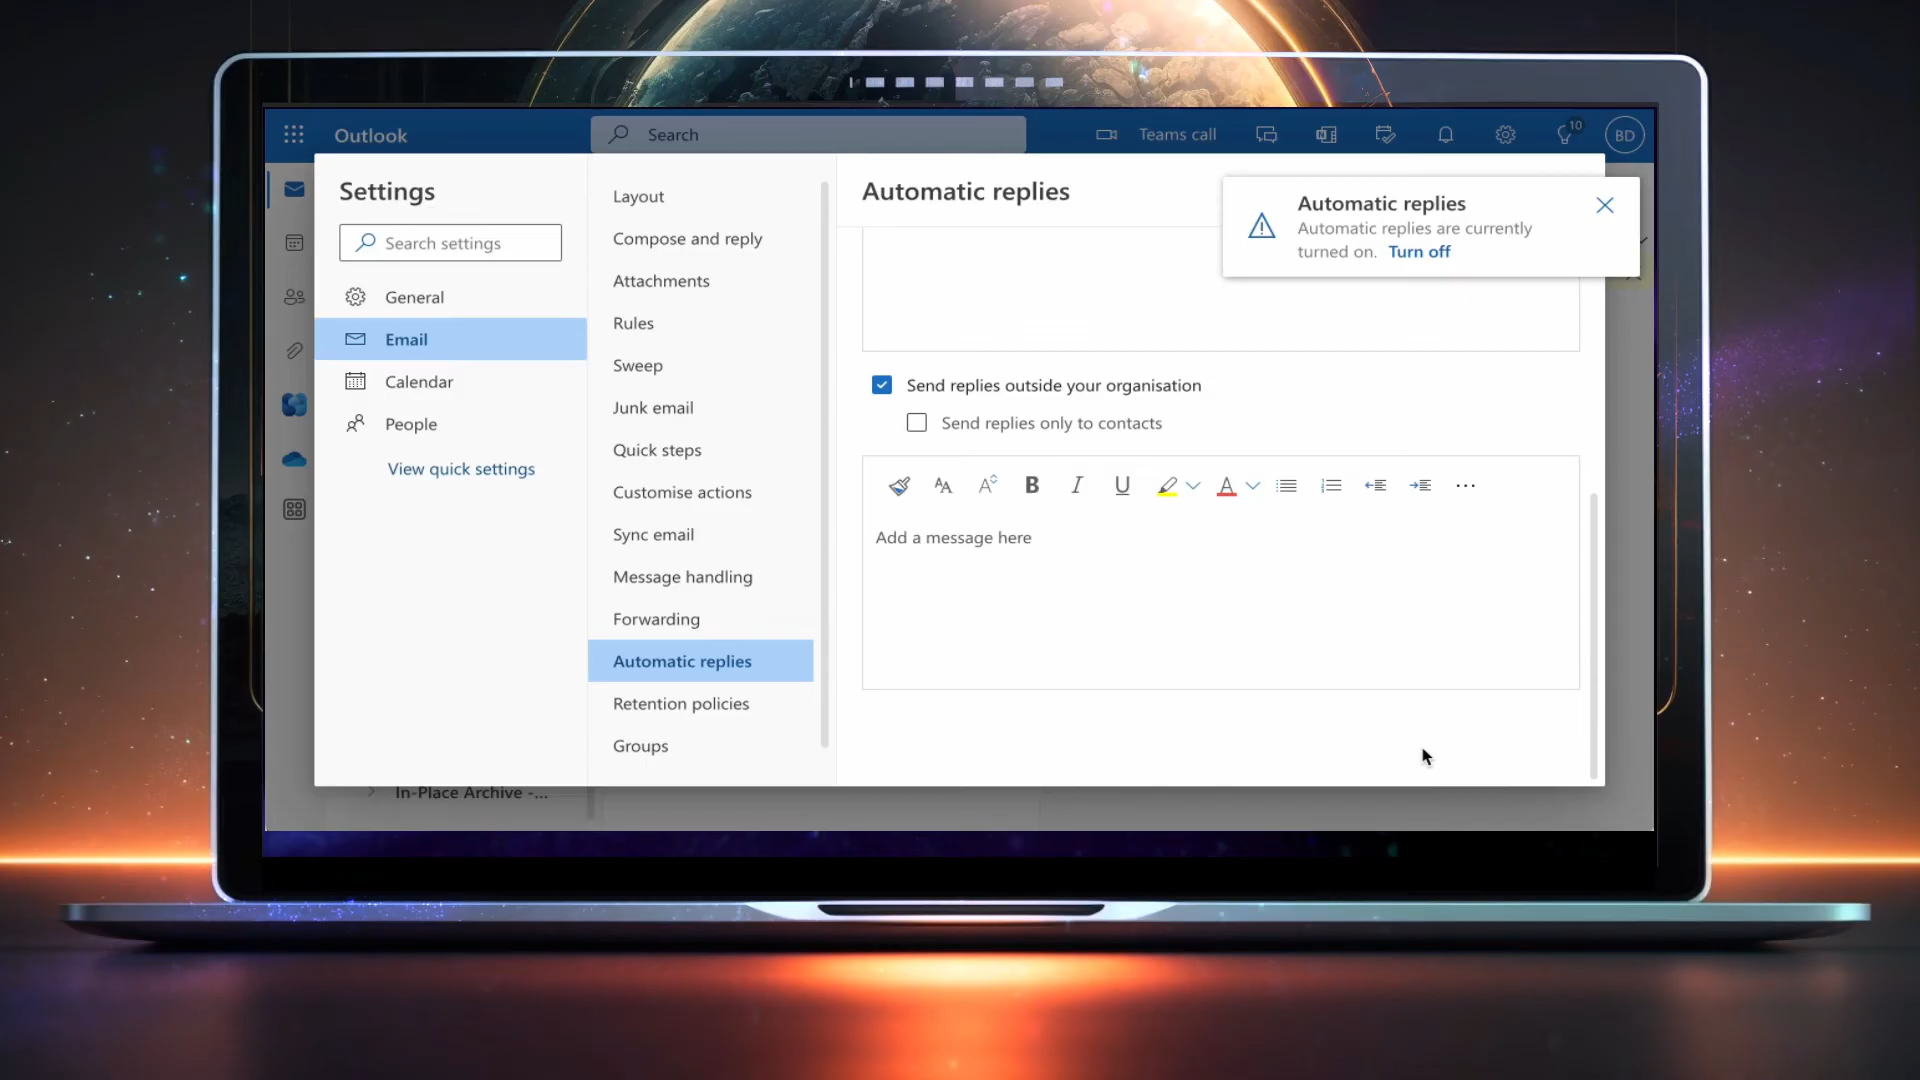 Outlook
Search
Teams call
10
BD
Settings
Search settings
General
Email
Calendar
People
View quick settings
Layout
Compose and reply
Attachments
Rules
Sweep
Junk email
Quick steps
Customise actions
Sync email
Message handling
Forwarding
Automatic replies
Retention policies
Groups
Automatic replies
Automatic replies
Automatic replies are currently
turned on. Turn off
Send replies outside your organisation
Send replies only to contacts
Add a message here
In-Place Archive -...